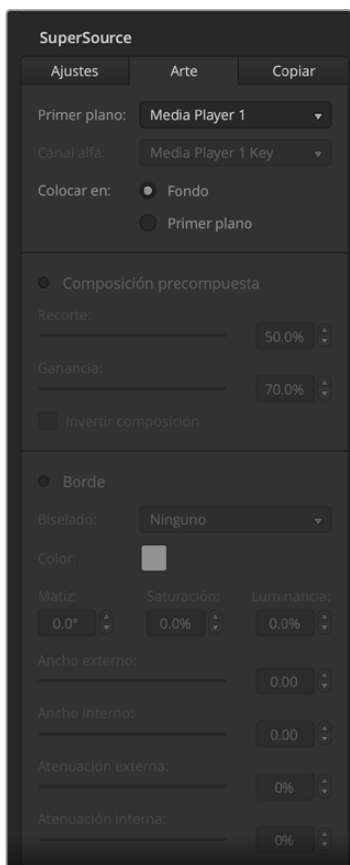 SuperSource
Ajustes Arte Copiar
Primer plano: Media Player 1
Canal alfa: Media Player 1 Key
Colocar en: Fondo
Primer plano
Composición precompuesta
Recorte:
50.0%
Ganancia:
70.0%
Invertir composición
Borde
Biselado: Ninguno
Color:
Matiz: Saturación: Luminancia:
0.0° 0.0% 0.0%
Ancho externo:
0.00
Ancho interno:
0.00
Atenuación externa:
0%
Atenuación interna:
0%